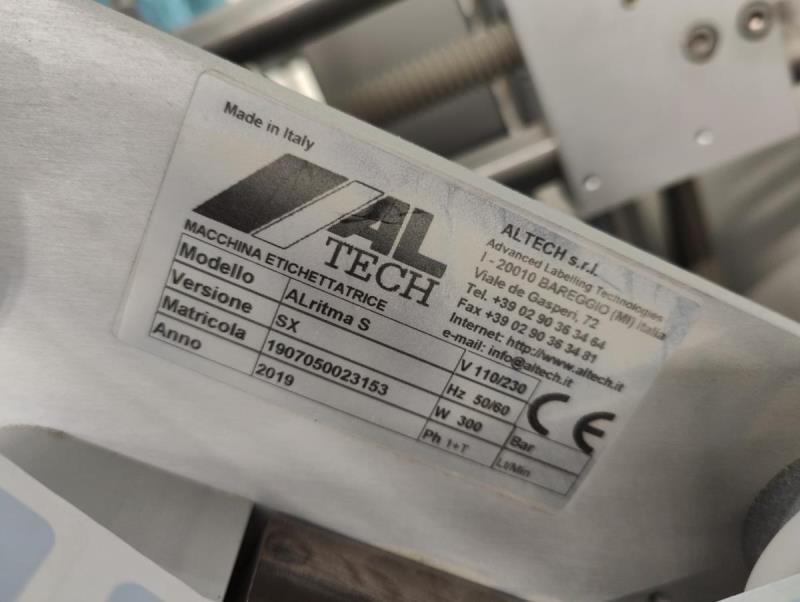 Made in Italy
AL
TECH
ALTECH s.r.l.
Advanced Labelling Technologies
I - 20010 BAREGGIO (MI) Italia
Viale de Gasperi, 72
Tel. +39 02 90 36 34 64
Fax +39 02 90 36 34 81
Internet: http://www.altech.it
e-mail: info@altech.it
MACCHINA ETICHETTATRICE
Modello ALritma S V 110/230
Versione SX Hz 50/60
Matricola 1907050023153 W 300 Bar
Anno 2019 Ph 1+T Lt/Min
CE